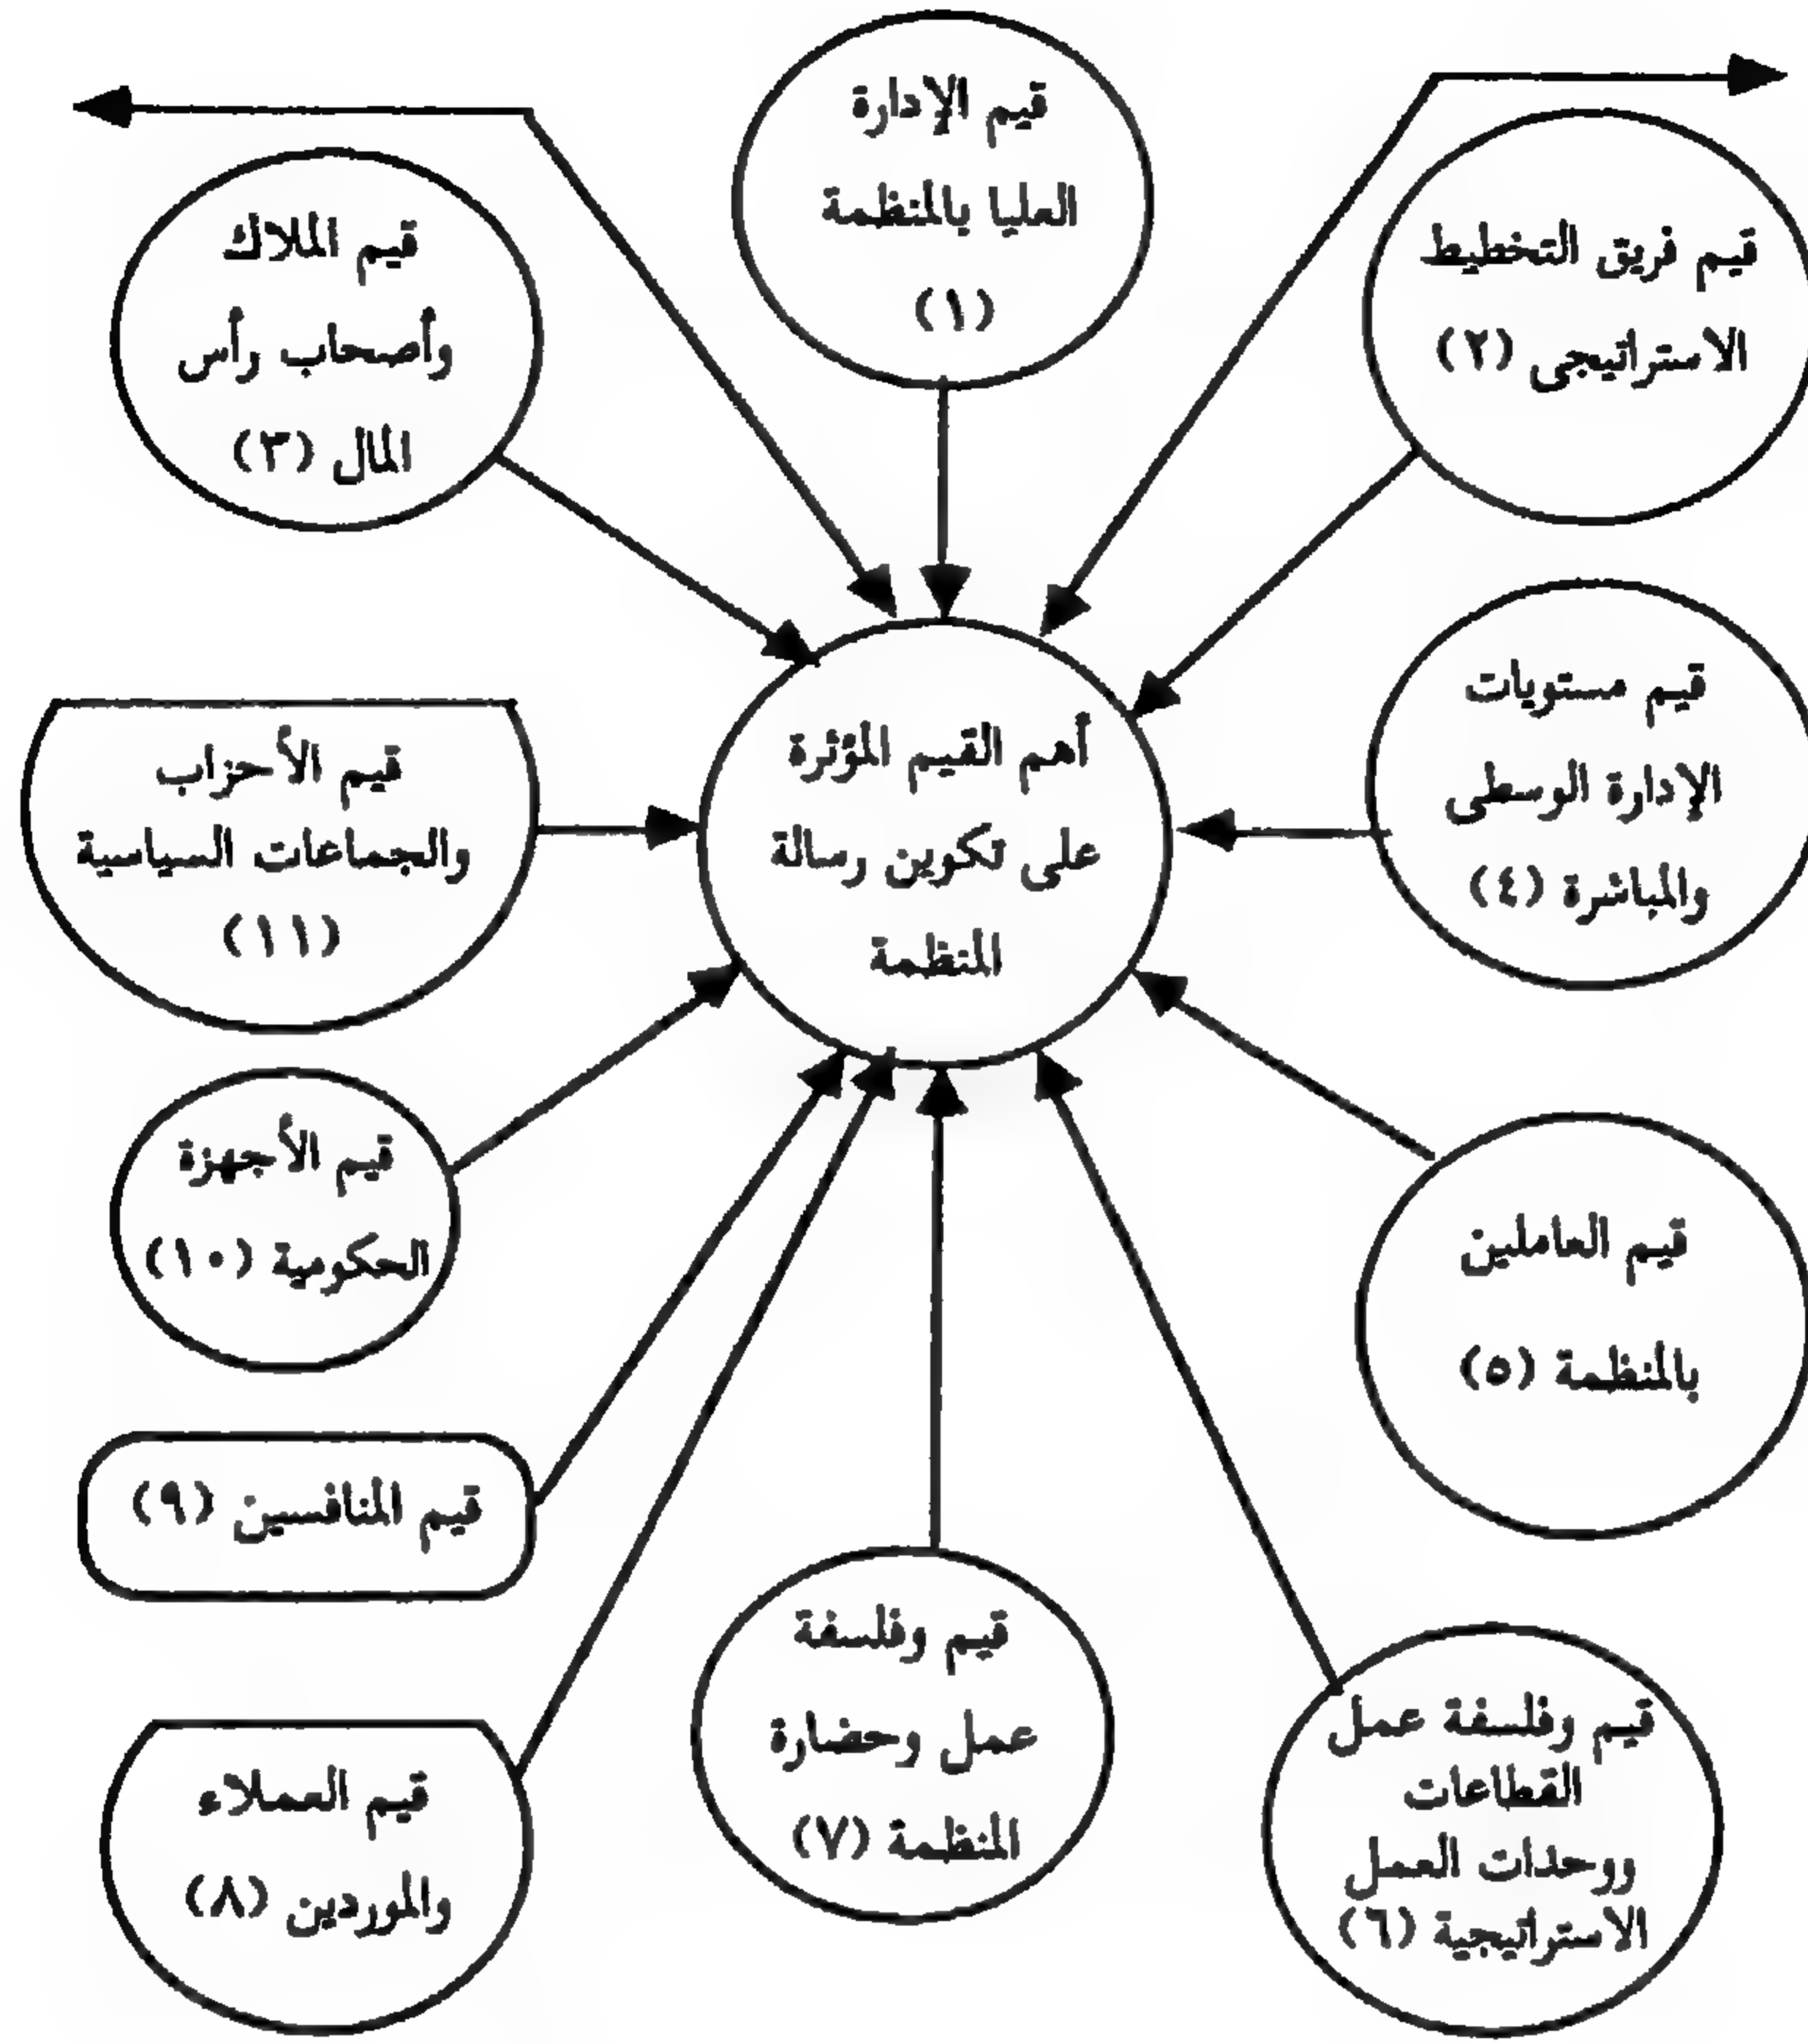 قيم الإدارة
العليا بالمنظمة
(١)
قيم فريق التخطيط
الاستراتيجى (٢)
قيم الملاك
وأصحاب رأس
المال (٣)
قيم مستويات
الإدارة الوسطى
والمباشرة (٤)
أهم القيم المؤثرة
على تكوين رسالة
المنظمة
قيم الأحزاب
والجماعات السياسية
(١١)
قيم العاملين
بالمنظمة (٥)
قيم الأجهزة
الحكومية (١٠)
قيم المنافسين (٩)
قيم وفلسفة عمل
القطاعات
ووحدات العمل
الاستراتيجية (٦)
قيم وفلسفة
عمل وحضارة
المنظمة (٧)
قيم العملاء
والموردين (٨)